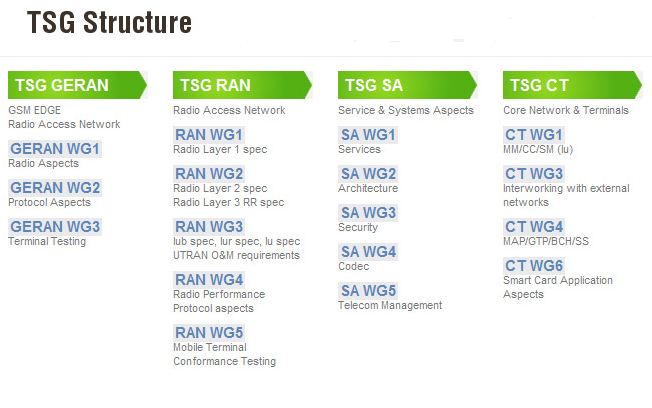 TSG Structure
TSG GERAN
GSM EDGE
Radio Access Network
GERAN WG1
Radio Aspects
GERAN WG2
Protocol Aspects
GERAN WG3
Terminal Testing
TSG RAN
Radio Access Network
RAN WG1
Radio Layer 1 spec
RAN WG2
Radio Layer 2 spec
Radio Layer 3 RR spec
RAN WG3
lub spec, lur spec, lu spec
UTRAN O&M requirements
RAN WG4
Radio Performance
Protocol aspects
RAN WG5
Mobile Terminal
Conformance Testing
TSG SA
Service & Systems Aspects
SA WG1
Services
SA WG2
Architecture
SA WG3
Security
SA WG4
Codec
SA WG5
Telecom Management
TSG CT
Core Network & Terminals
CT WG1
MM/CC/SM (lu)
CT WG3
Interworking with external
networks
CT WG4
MAP/GTP/BCH/SS
CT WG6
Smart Card Application
Aspects